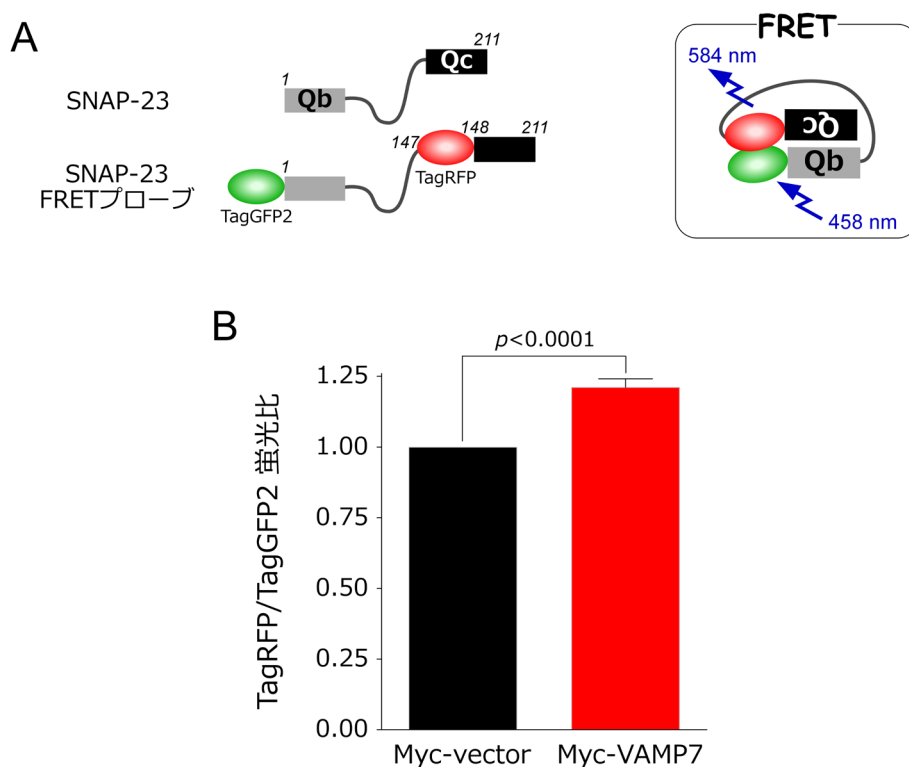 A
FRET
SNAP-23
1
Qb
Qc
211
584 nm
Qc
Qb
458 nm
SNAP-23
FRETプローブ
1
147
148
211
TagGFP2
TagRFP
B
p<0.0001
TagRFP/TagGFP2 蛍光比
1.25
1.00
0.75
0.50
0.25
0.00
Myc-vector
Myc-VAMP7